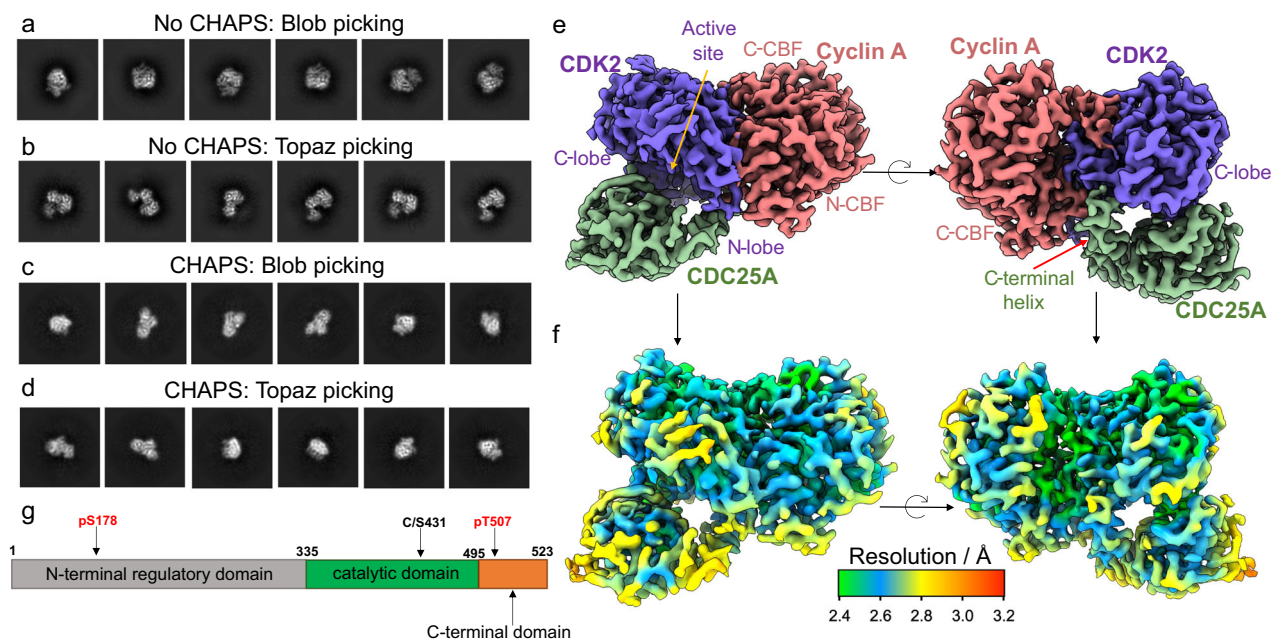 a
No CHAPS: Blob picking
b
No CHAPS: Topaz picking
c
CHAPS: Blob picking
d
CHAPS: Topaz picking
g
pS178
C/S431
pT507
1
335
495
523
N-terminal regulatory domain
catalytic domain
C-terminal domain
e
Active
site
C-CBF
CDK2
Cyclin A
C-lobe
N-CBF
N-lobe
CDC25A
Cyclin A
CDK2
C-lobe
C-CBF
C-terminal
helix
CDC25A
f
Resolution / Å
2.4 2.6 2.8 3.0 3.2